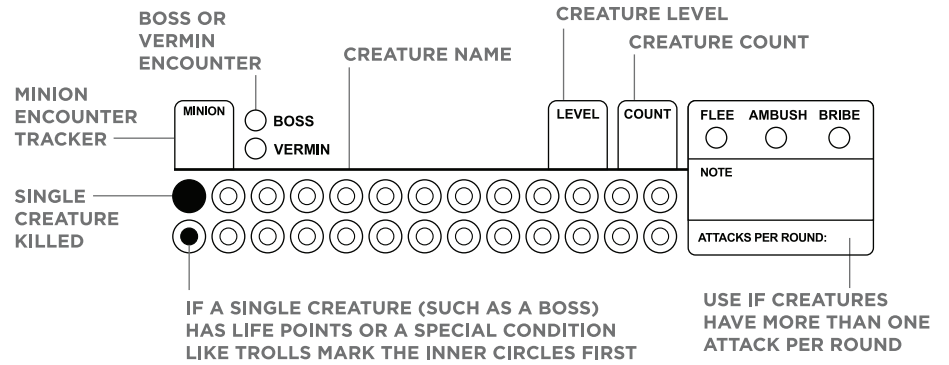 BOSS OR
VERMIN
ENCOUNTER
CREATURE NAME
CREATURE LEVEL
CREATURE COUNT
MINION
ENCOUNTER
TRACKER
MINION
BOSS
VERMIN
LEVEL
COUNT
FLEE AMBUSH BRIBE
NOTE
ATTACKS PER ROUND:
SINGLE
CREATURE
KILLED
IF A SINGLE CREATURE (SUCH AS A BOSS)
HAS LIFE POINTS OR A SPECIAL CONDITION
LIKE TROLLS MARK THE INNER CIRCLES FIRST
USE IF CREATURES
HAVE MORE THAN ONE
ATTACK PER ROUND